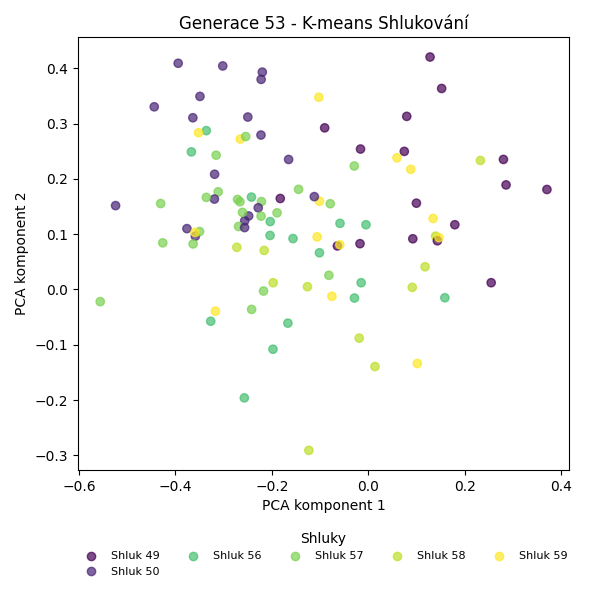 Generace 53 - K-means Shlukování
PCA komponent 2
0.4
0.3
0.2
0.1
0.0
−0.1
−0.2
−0.3
−0.6 −0.4 −0.2 0.0 0.2 0.4
PCA komponent 1
Shluky
Shluk 49 Shluk 56 Shluk 57 Shluk 58 Shluk 59
Shluk 50